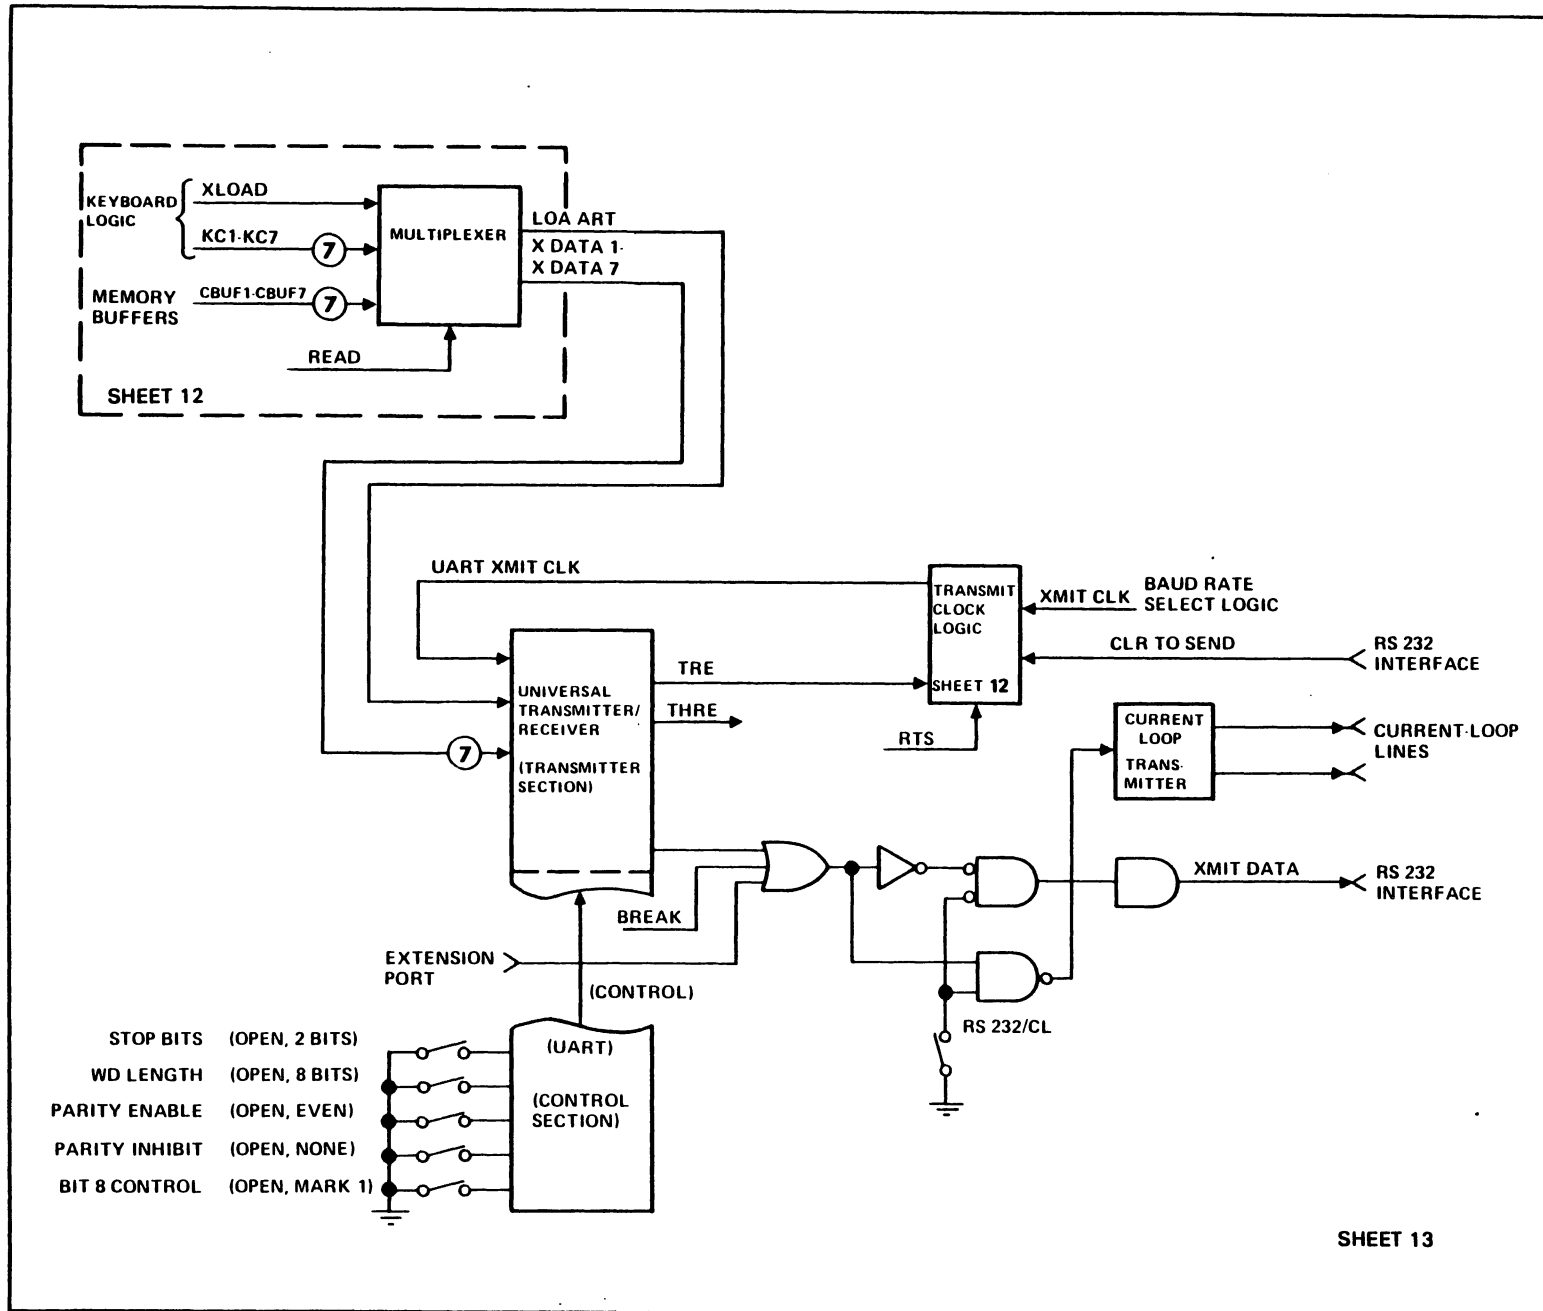 KEYBOARD
LOGIC
XLOAD
KC1-KC7
7
MEMORY
BUFFERS
CBUF1-CBUF7
7
MULTIPLEXER
READ
SHEET 12
LOA ART
X DATA 1-
X DATA 7
UART XMIT CLK
TRANSMIT
CLOCK
LOGIC
SHEET 12
XMIT CLK
BAUD RATE
SELECT LOGIC
CLR TO SEND
RS 232
INTERFACE
RTS
TRE
THRE
UNIVERSAL
TRANSMITTER/
RECEIVER
(TRANSMITTER
SECTION)
7
CURRENT
LOOP
TRANS-
MITTER
CURRENT-LOOP
LINES
XMIT DATA
RS 232
INTERFACE
BREAK
EXTENSION
PORT
(CONTROL)
RS 232/CL
STOP BITS (OPEN, 2 BITS)
WD LENGTH (OPEN, 8 BITS)
PARITY ENABLE (OPEN, EVEN)
PARITY INHIBIT (OPEN, NONE)
BIT 8 CONTROL (OPEN, MARK 1)
(UART)
(CONTROL
SECTION)
SHEET 13